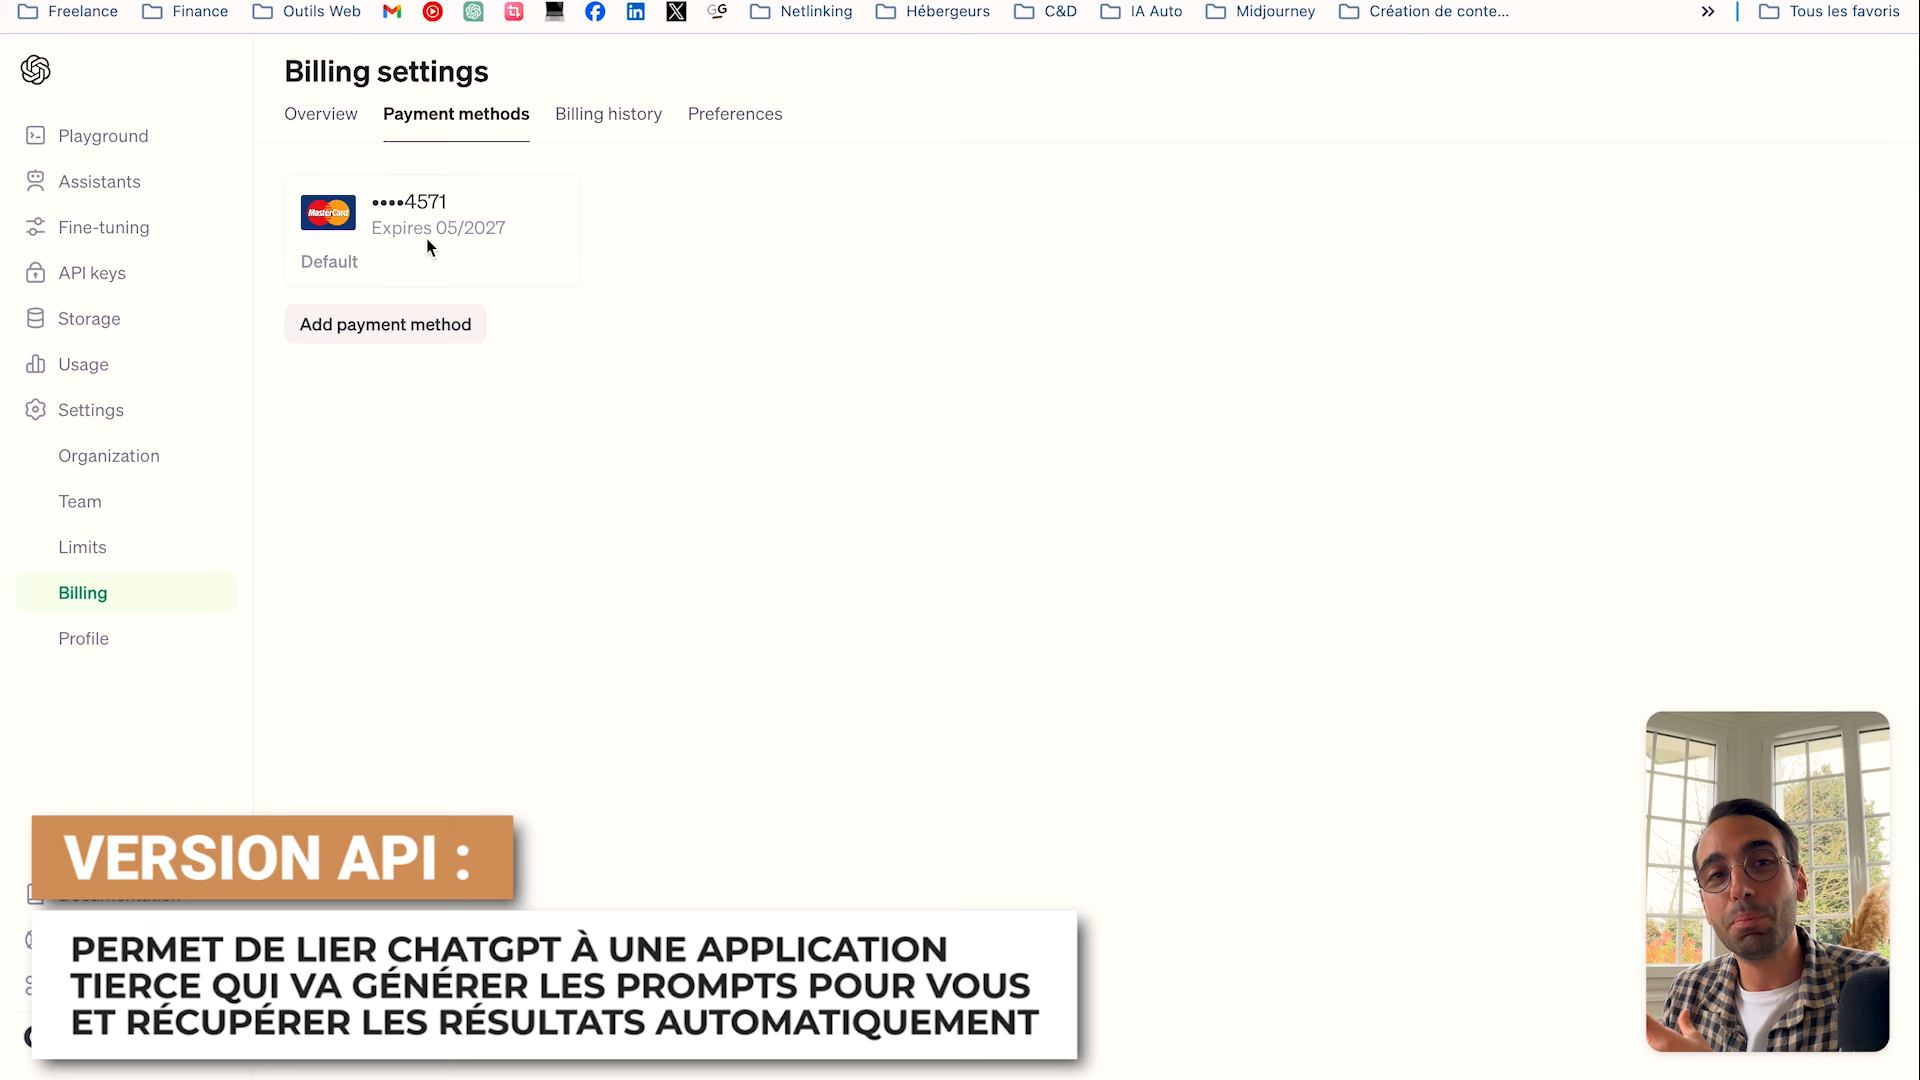 Freelance Finance Outils Web Netlinking Hébergeurs C&D IA Auto Midjourney Création de conte... » Tous les favoris
Billing settings
Overview Payment methods Billing history Preferences
Playground
Assistants
Fine-tuning
API keys
Storage
Usage
Settings
Organization
Team
Limits
Billing
Profile
MasterCard
••••4571
Expires 05/2027
Default
Add payment method
VERSION API :
PERMET DE LIER CHATGPT À UNE APPLICATION
TIERCE QUI VA GÉNÉRER LES PROMPTS POUR VOUS
ET RÉCUPÉRER LES RÉSULTATS AUTOMATIQUEMENT